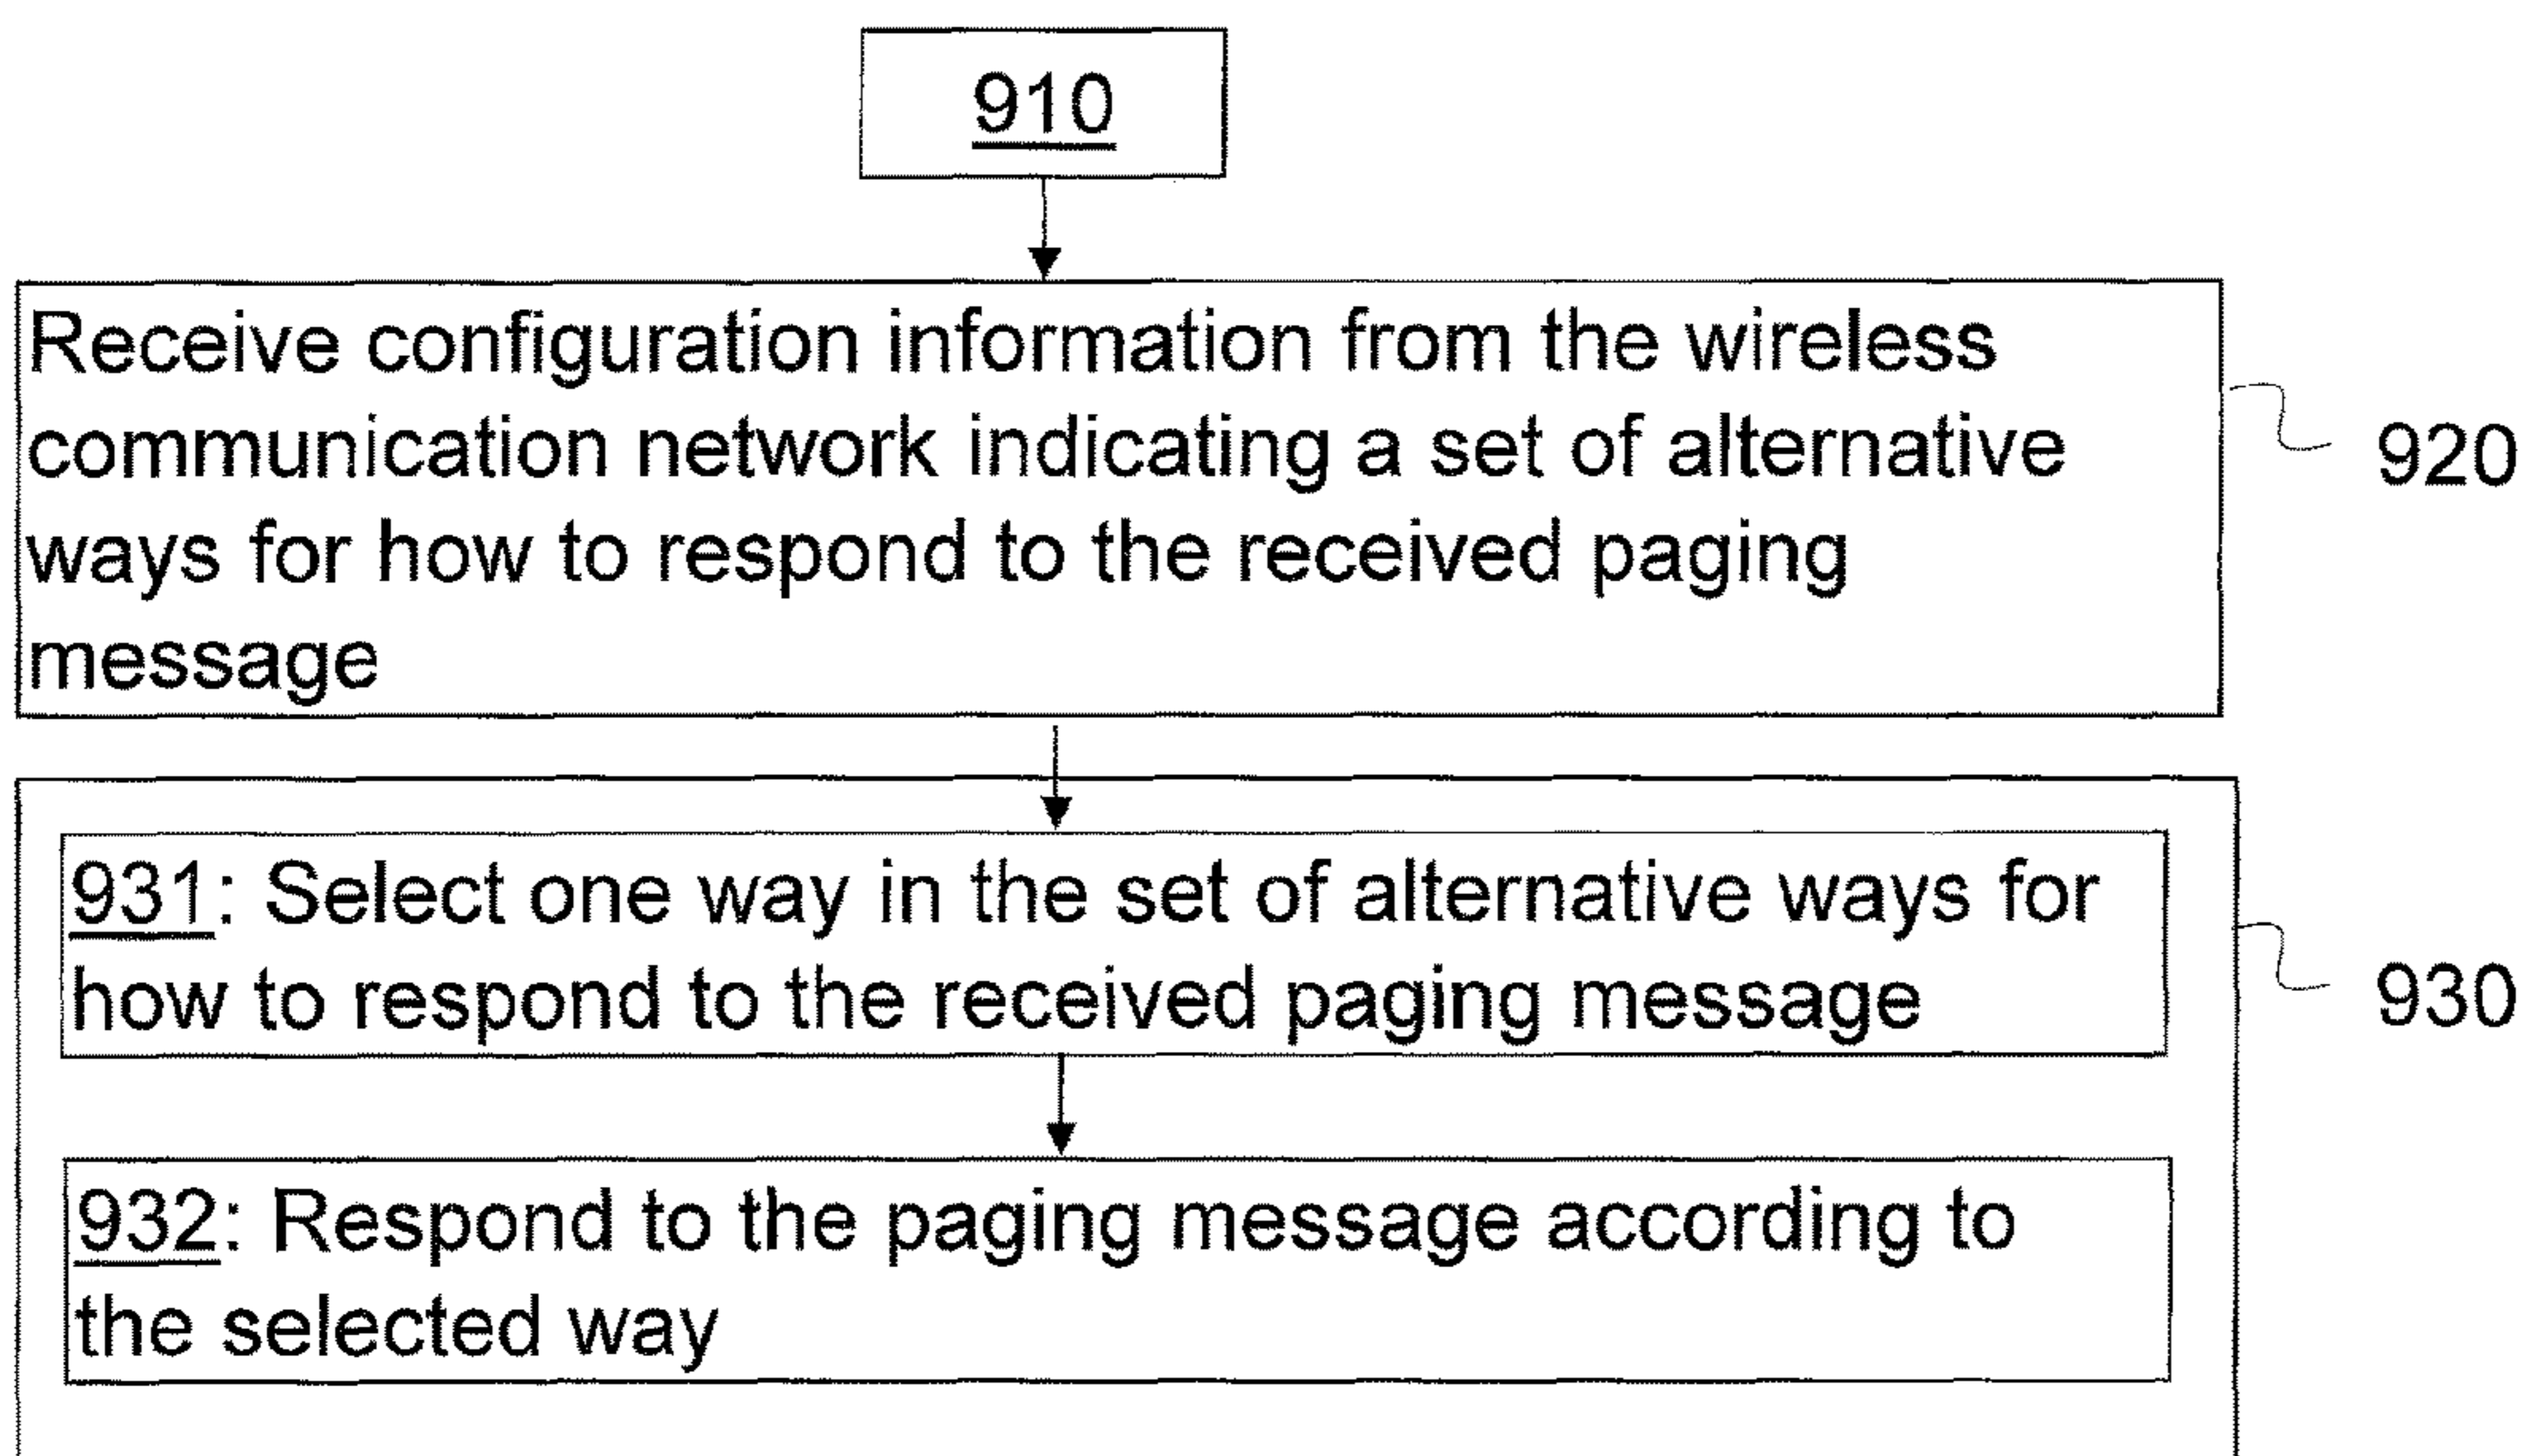 910
Receive configuration information from the wireless
communication network indicating a set of alternative
ways for how to respond to the received paging
message
920
931: Select one way in the set of alternative ways for
how to respond to the received paging message
930
932: Respond to the paging message according to
the selected way